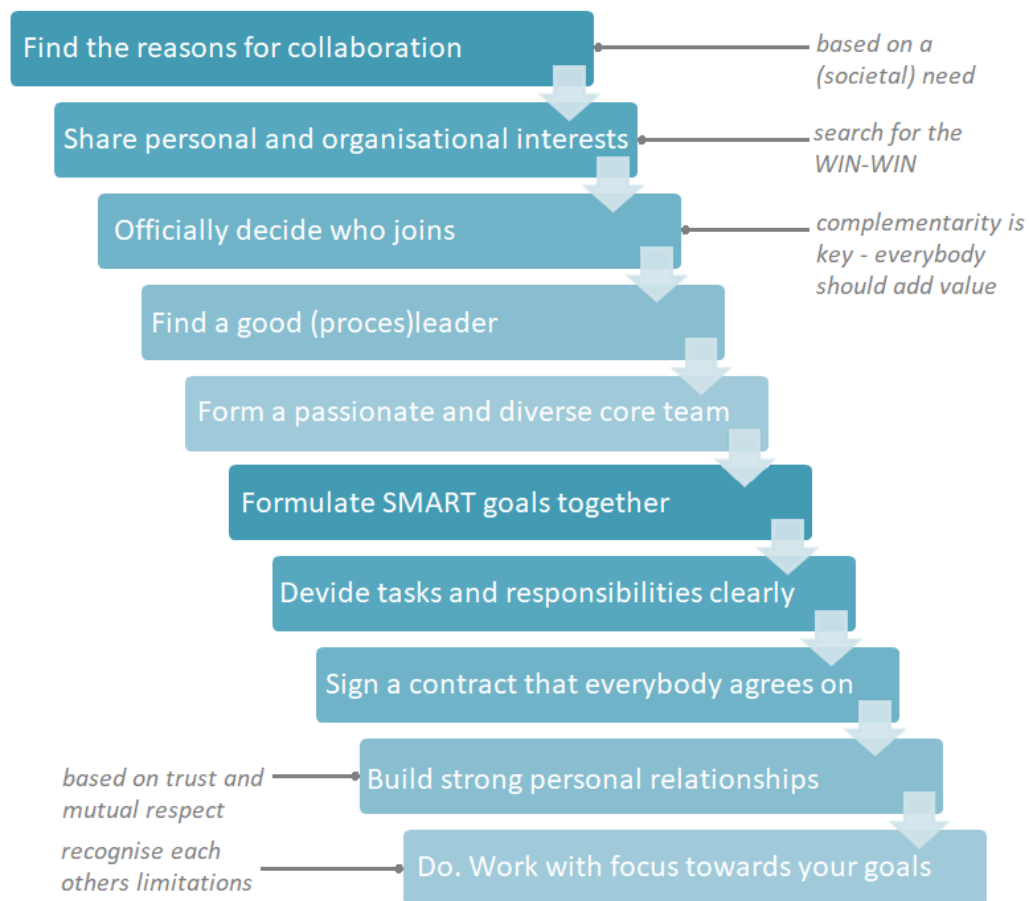 Find the reasons for collaboration
based on a
(societal) need
Share personal and organisational interests
search for the
WIN-WIN
Officially decide who joins
complementarity is
key - everybody
should add value
Find a good (proces)leader
Form a passionate and diverse core team
Formulate SMART goals together
Devide tasks and responsibilities clearly
Sign a contract that everybody agrees on
based on trust and
mutual respect
Build strong personal relationships
recognise each
others limitations
Do. Work with focus towards your goals